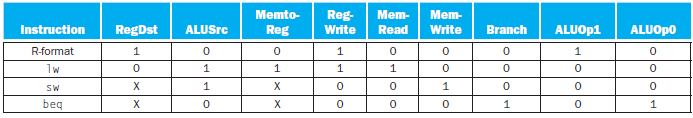 Instruction RegDst ALUSrc Memto-Reg Reg-Write Mem-Read Mem-Write Branch ALUOp1 ALUOp0
R-format 1 0 0 1 0 0 0 1 0
lw 0 1 1 1 1 0 0 0 0
sw X 1 X 0 0 1 0 0 0
beq X 0 X 0 0 0 1 0 1